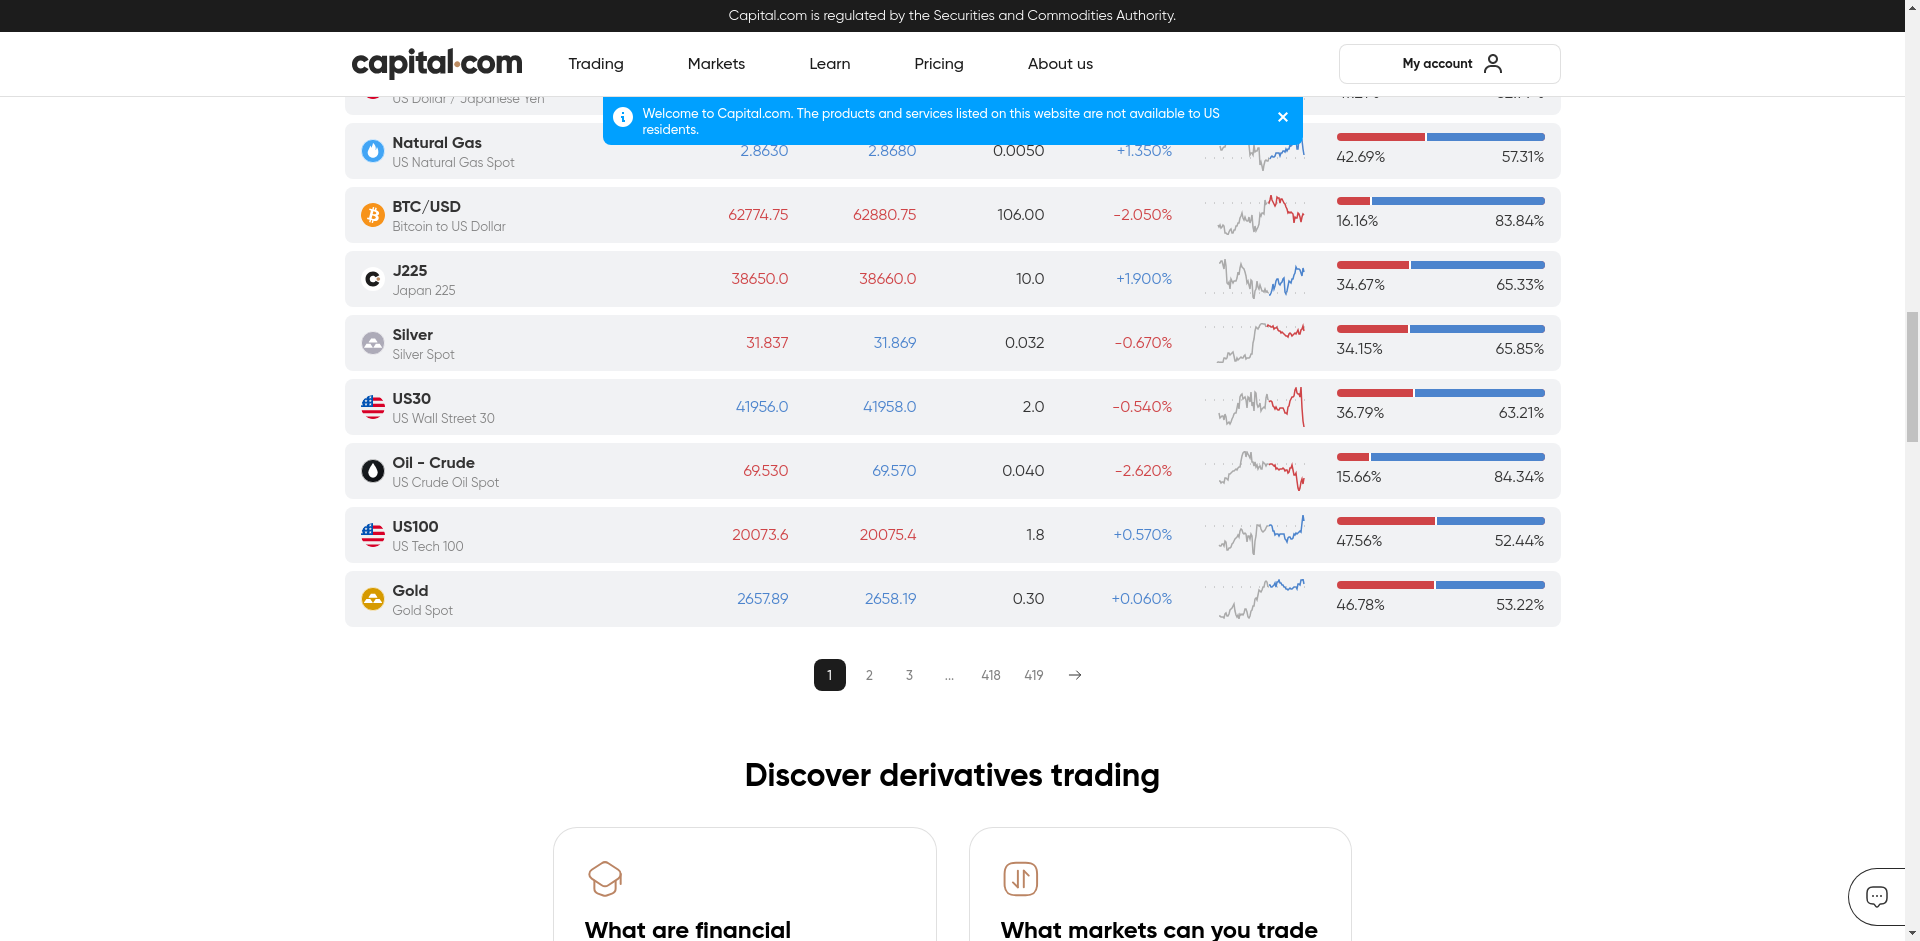 Capital.com is regulated by the Securities and Commodities Authority.
capital.com
Trading
Markets
Learn
Pricing
About us
My account
US Dollar / Japanese Yen
Welcome to Capital.com. The products and services listed on this website are not available to US
residents.
Natural Gas
US Natural Gas Spot
2.8630
2.8680
0.0050
+1.350%
42.69%
57.31%
BTC/USD
Bitcoin to US Dollar
62774.75
62880.75
106.00
-2.050%
16.16%
83.84%
J225
Japan 225
38650.0
38660.0
10.0
+1.900%
34.67%
65.33%
Silver
Silver Spot
31.837
31.869
0.032
-0.670%
34.15%
65.85%
US30
US Wall Street 30
41956.0
41958.0
2.0
-0.540%
36.79%
63.21%
Oil - Crude
US Crude Oil Spot
69.530
69.570
0.040
-2.620%
15.66%
84.34%
US100
US Tech 100
20073.6
20075.4
1.8
+0.570%
47.56%
52.44%
Gold
Gold Spot
2657.89
2658.19
0.30
+0.060%
46.78%
53.22%
1
2
3
...
418
419
Discover derivatives trading
What are financial
What markets can you trade